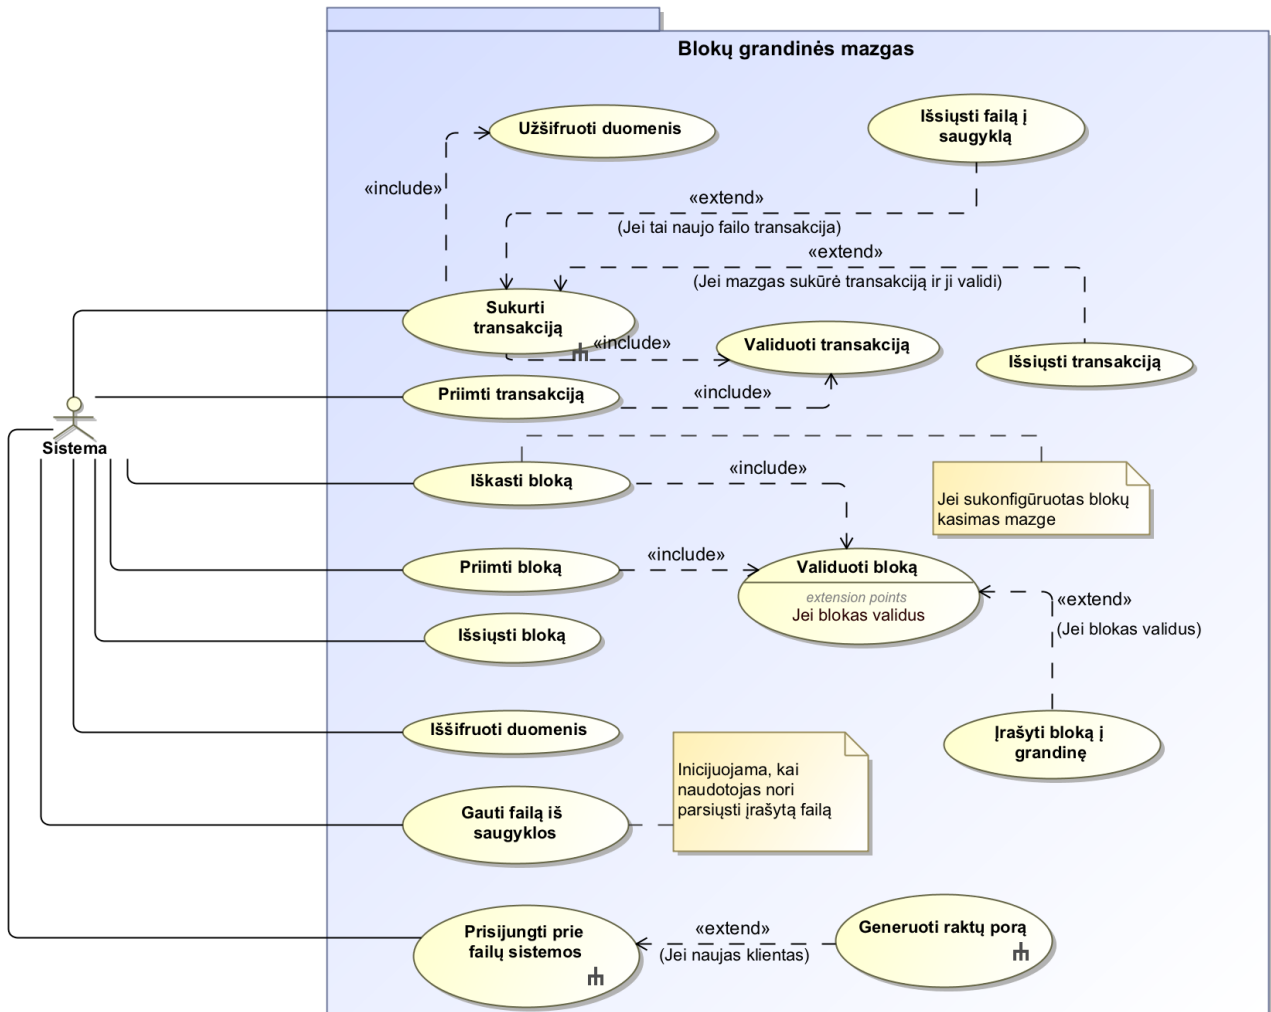 Blokų grandinės mazgas
Užšifruoti duomenis
Išsiųsti failą į
saugyklą
«include»
«extend»
(Jei tai naujo failo transakcija)
«extend»
(Jei mazgas sukūrė transakciją ir ji validi)
Sukurti
transakciją
«include»
Validuoti transakciją
Išsiųsti transakciją
Priimti transakciją
«include»
Sistema
Iškasti bloką
«include»
Jei sukonfigūruotas blokų
kasimas mazge
Priimti bloką
«include»
Validuoti bloką
extension points
Jei blokas validus
«extend»
(Jei blokas validus)
Išsiųsti bloką
Iššifruoti duomenis
Įrašyti bloką į
grandinę
Inicijuojama, kai
naudotojas nori
parsiųsti įrašytą failą
Gauti failą iš
saugyklos
Prisijungti prie
failų sistemos
«extend»
(Jei naujas klientas)
Generuoti raktų porą